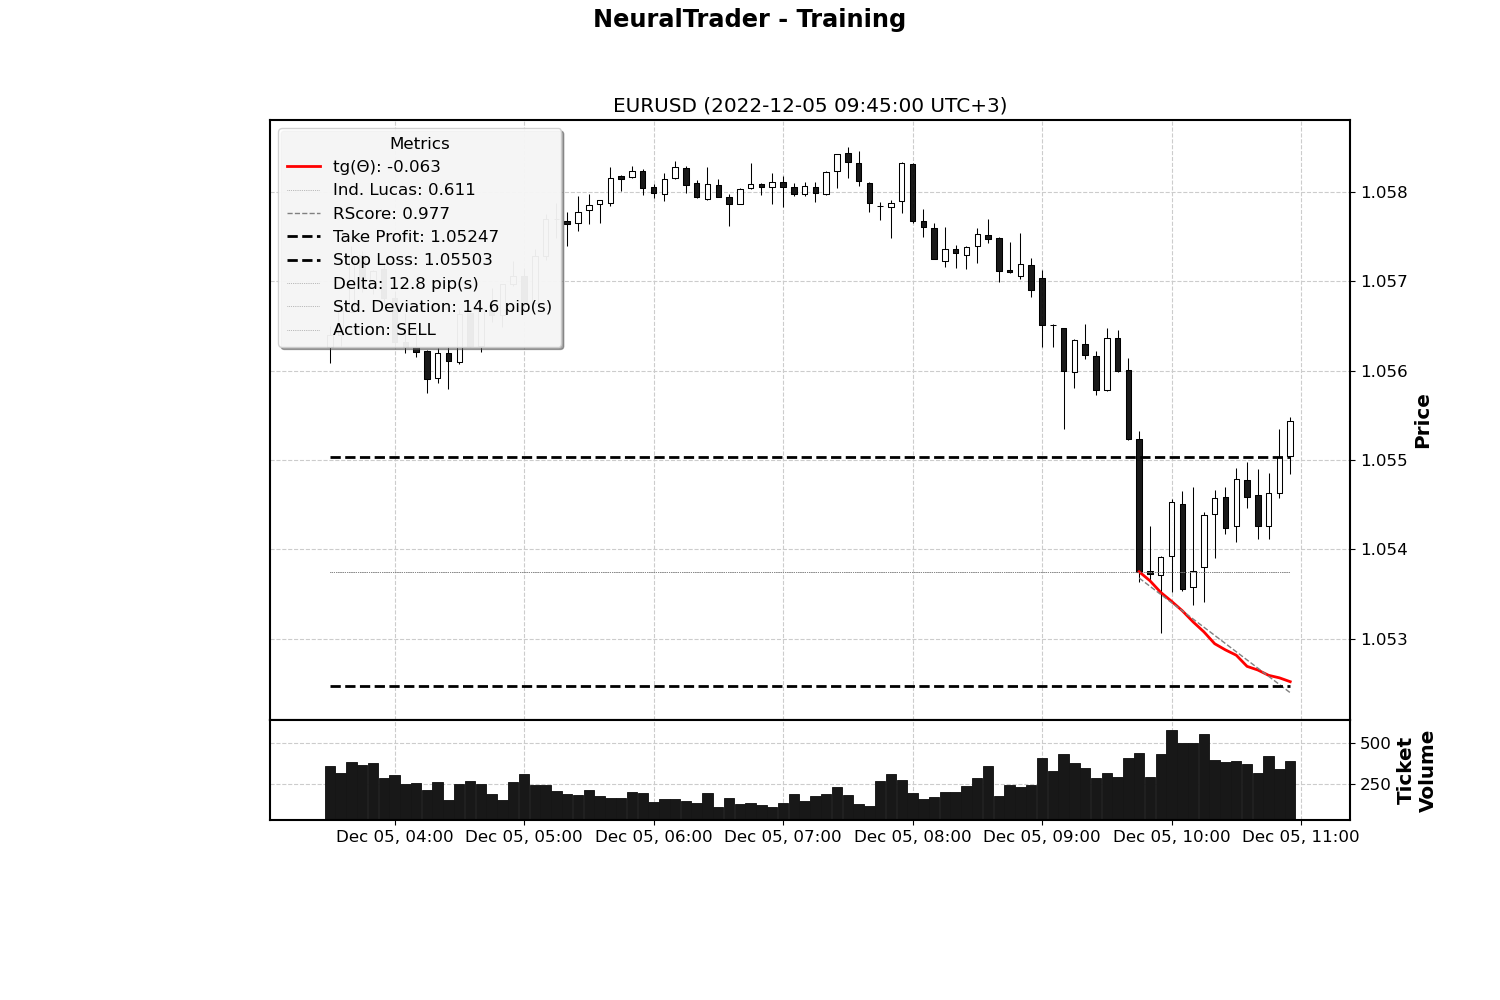 NeuralTrader - Training
EURUSD (2022-12-05 09:45:00 UTC+3)
Metrics
tg(Θ): -0.063
Ind. Lucas: 0.611
RScore: 0.977
Take Profit: 1.05247
Stop Loss: 1.05503
Delta: 12.8 pip(s)
Std. Deviation: 14.6 pip(s)
Action: SELL
1.058
1.057
1.056
1.055
1.054
1.053
Price
500
250
Ticket
Volume
Dec 05, 04:00
Dec 05, 05:00
Dec 05, 06:00
Dec 05, 07:00
Dec 05, 08:00
Dec 05, 09:00
Dec 05, 10:00
Dec 05, 11:00